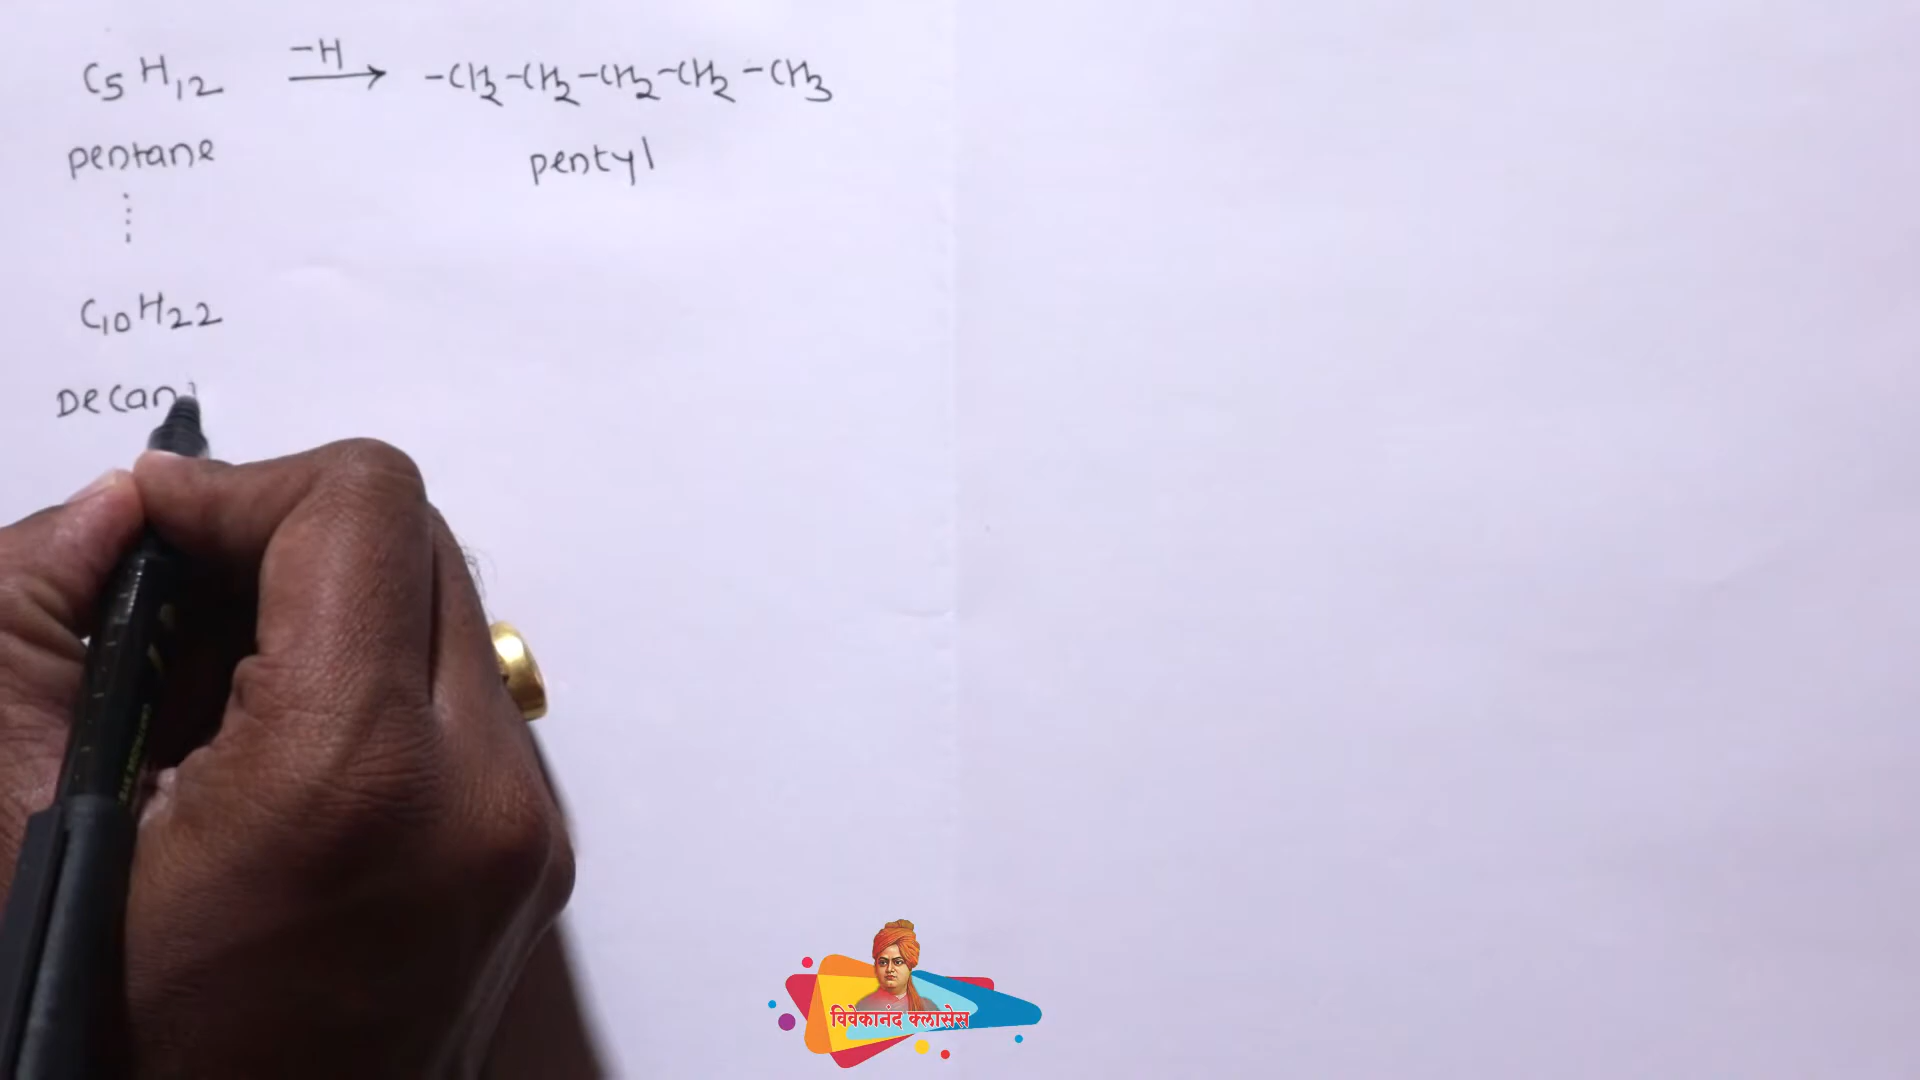 C5H12 —H→ -CH2-CH2-CH2-CH2-CH3
pentane pentyl
C10H22
Decan
विवेकानंद क्लासेस